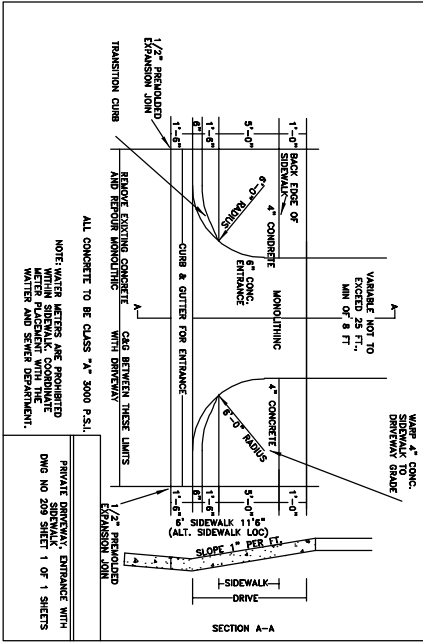 VARIABLE NOT TO
EXCEED 25 FT.,
MIN OF 8 FT
WARP 4" CONC.
SIDEWALK TO
DRIVEWAY GRADE
A
A
BACK EDGE OF
SIDEWALK
4" CONDRETE
MONOLITHINC
4" CONCRETE
6'-0" RADIUS
6" CONC.
ENTRANCE
6'-0" RADIUS
1'-0"
5'-0"
1'-6"
6"
1'-6"
1'-0"
5'-0"
1'-6"
6"
1'-6"
CURB & GUTTER FOR ENTRANCE
1/2" PREMOLDED
EXPANSION JOIN
TRANSITION CURB
1/2" PREMOLDED
EXPANSION JOIN
REMOVE EXIXTING CONCRETE
AND REPOUR MONOLITHIC
C&G BETWEEN THESE LIMITS
WITH DRIVEWAY
ALL CONCRETE TO BE CLASS "A" 3000 P.S.I.
NOTE: WATER METERS ARE PROHIBITED
WITHIN SIDEWALK. COORDINATE
METER PLACEMENT WITH THE
WATTER AND SEWER DEPARTMENT.
6' SIDEWALK 11'6"
(ALT. SIDEWALK LOC)
SLOPE 1" PER FT.
SIDEWALK
DRIVE
SECTION A-A
PRIVATE DRIVEWAY, ENTRANCE WITH
SIDEWALK
DWG NO 209 SHEET 1 OF 1 SHEETS